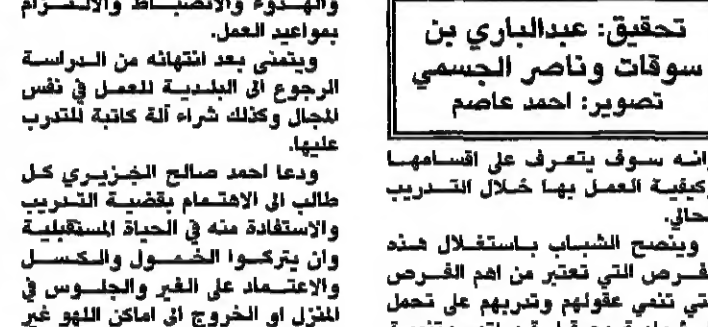 تحقيق: عبدالباري بن
سوقات وناصر الجسمي
تصوير: احمد عاصم
وانه سوف يتعرف على اقسامها
وكيفية العمل بها خلال التدريب
الحالي.
وينصح الشباب باستغلال هذه
الفرص التي تعتبر من اهم الفرص
التي تنمي عقولهم وتدربهم على تحمل
والهدوء والانضباط والالتزام
بمواعيد العمل.
ويتمنى بعد انتهائه من الدراسة
الرجوع الى البلدية للعمل في نفس
المجال وكذلك شراء آلة كاتبة للتدرب
عليها.
ودعا احمد صالح الخزيري كل
طالب الى الاهتمام بقضية التدريب
والاستفادة منه في الحياة المستقبلية
وان يتركوا الخمول والكسل
والاعتماد على الغير والجلوس في
المنزل او الخروج الى اماكن اللهو غير